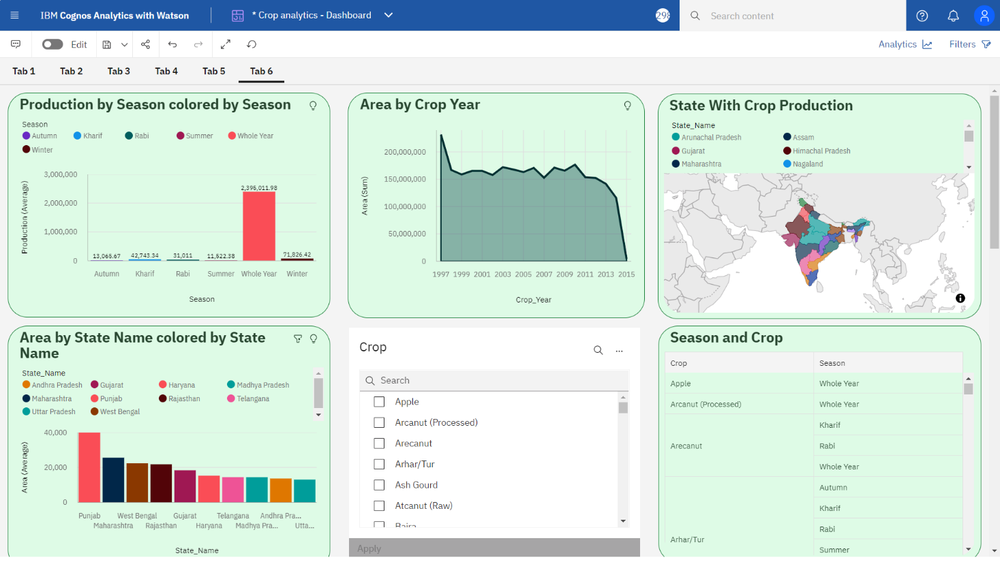 IBM Cognos Analytics with Watson
* Crop analytics - Dashboard
298
Search content
Edit
Analytics
Filters
Tab 1
Tab 2
Tab 3
Tab 4
Tab 5
Tab 6
Production by Season colored by Season
Season
Autumn
Kharif
Rabi
Summer
Whole Year
Winter
Production (Average)
3,000,000
2,000,000
1,000,000
0
13,065.67
42,743.34
31,011
11,522.38
2,396,011.98
71,826.42
Autumn
Kharif
Rabi
Summer
Whole Year
Winter
Season
Area by Crop Year
Area (Sum)
200,000,000
150,000,000
100,000,000
50,000,000
0
1997 1999 2001 2003 2005 2007 2009 2011 2013 2015
Crop_Year
State With Crop Production
State_Name
Arunachal Pradesh
Assam
Gujarat
Himachal Pradesh
Maharashtra
Nagaland
Area by State Name colored by State
Name
State_Name
Andhra Pradesh
Gujarat
Haryana
Madhya Pradesh
Maharashtra
Punjab
Rajasthan
Telangana
Uttar Pradesh
West Bengal
Area (Average)
40,000
20,000
0
Punjab
West Bengal
Gujarat
Telangana
Andhra Pra...
Maharashtra
Rajasthan
Haryana
Madhya Pra...
Utta...
State_Name
Crop
...
Search
Apple
Arcanut (Processed)
Arecanut
Arhar/Tur
Ash Gourd
Atcanut (Raw)
Bajra
Apply
Season and Crop
Crop
Season
Apple
Whole Year
Arcanut (Processed)
Whole Year
Kharif
Arecanut
Rabi
Whole Year
Autumn
Kharif
Rabi
Arhar/Tur
Summer